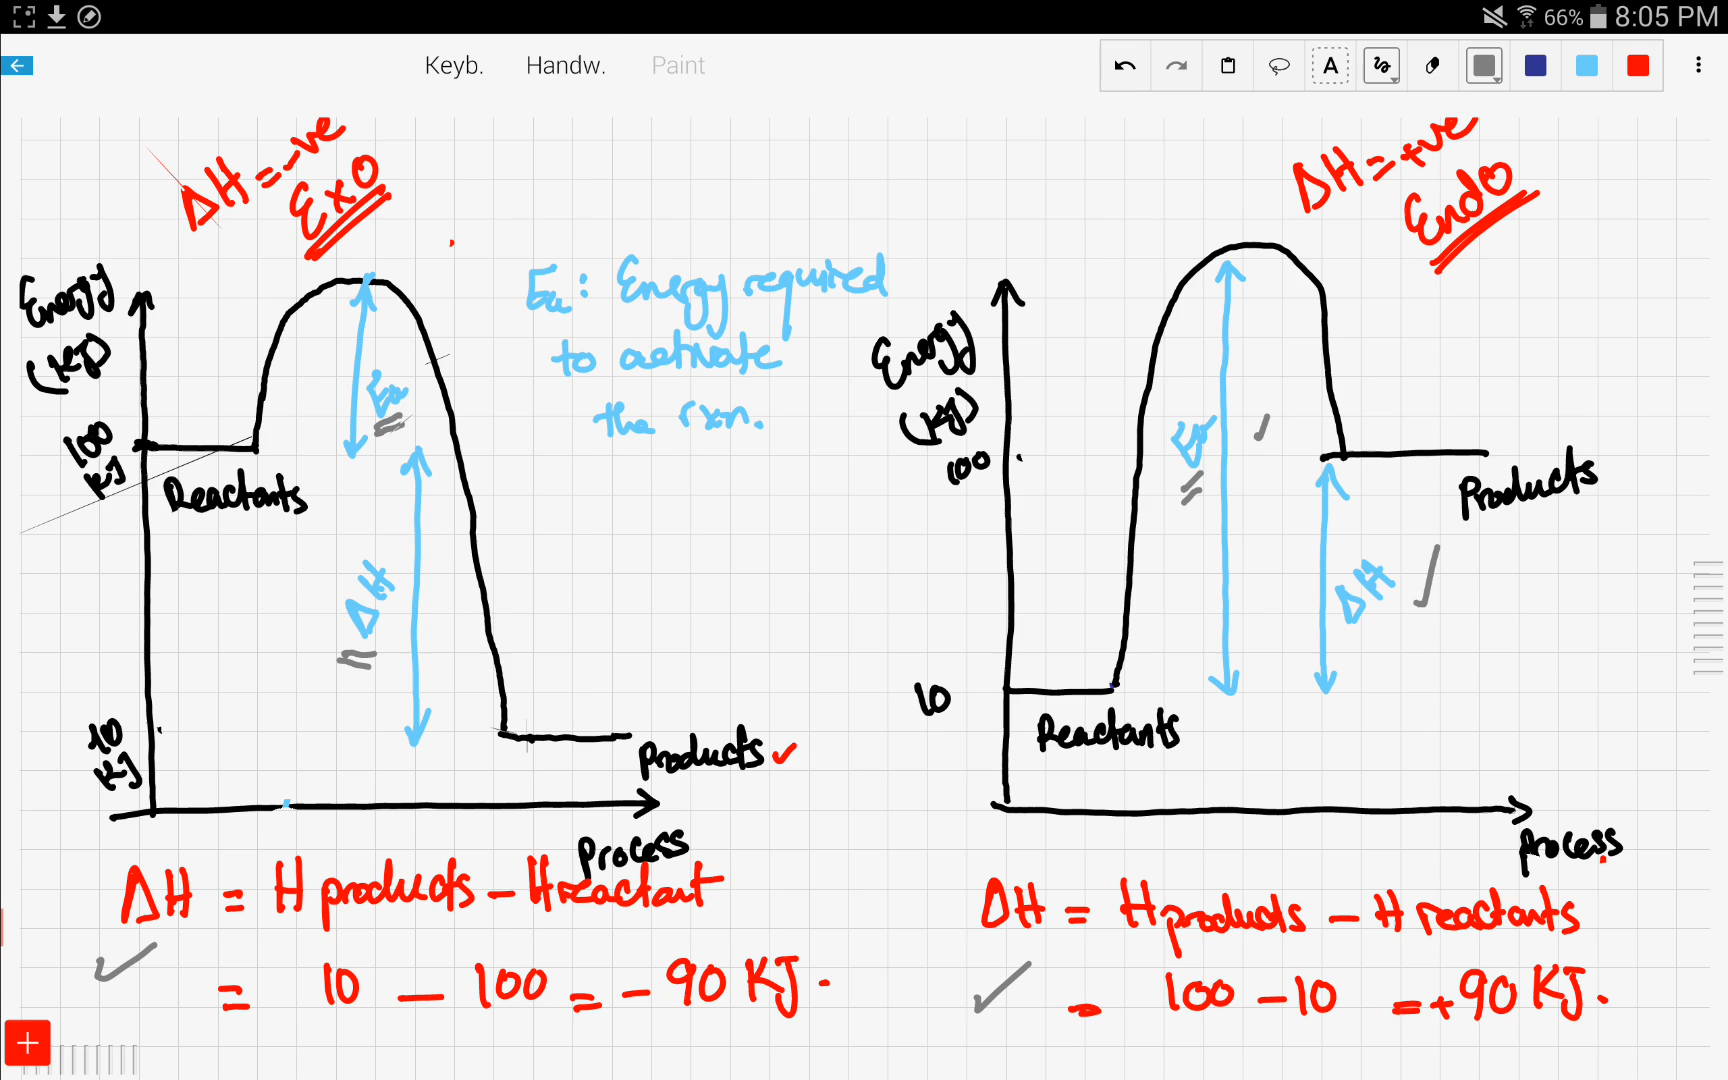 66% 8:05 PM
Keyb. Handw. Paint
A
ΔH = -ve
Exo
ΔH = +ve
Endo
Energy
(KJ)
100
KJ
Reactants
Ea
ΔH
10
KJ
Products
Process
Ea: Energy required
to activate
the rxn.
Energy
(KJ)
100
Ea
Products
ΔH
10
Reactants
Process
ΔH = H products - H reactant
= 10 - 100 = - 90 KJ.
ΔH = H products - H reactants
= 100 - 10 = + 90 KJ.